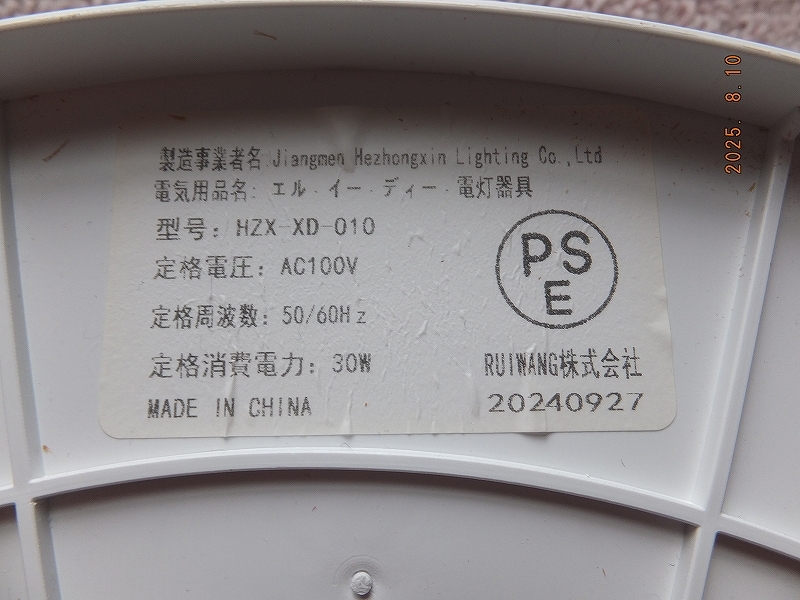 製造事業者名 Jiangmen Hezhongxin Lighting Co.,Ltd
電気用品名: エル・イー・ディー・電灯器具
型号: HZX-XD-010
定格電圧: AC100V
定格周波数: 50/60Hz
定格消費電力: 30W
MADE IN CHINA
PS
E
RUIWANG株式会社
20240927
2025. 8.10